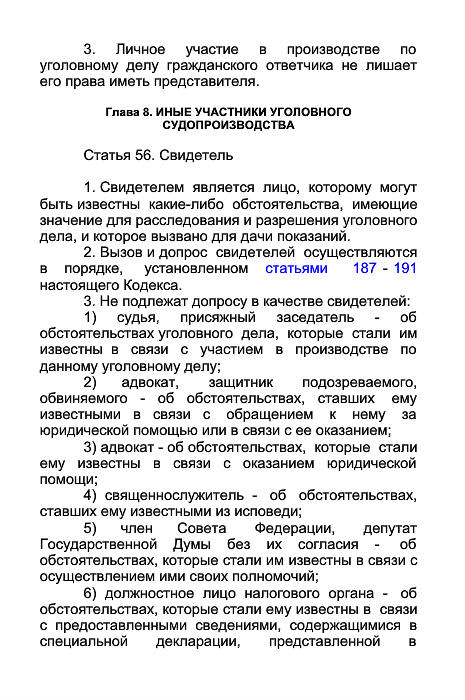 3. Личное участие в производстве по
уголовному делу гражданского ответчика не лишает
его права иметь представителя.
Глава 8. ИНЫЕ УЧАСТНИКИ УГОЛОВНОГО
СУДОПРОИЗВОДСТВА
Статья 56. Свидетель
1. Свидетелем является лицо, которому могут
быть известны какие-либо обстоятельства, имеющие
значение для расследования и разрешения уголовного
дела, и которое вызвано для дачи показаний.
2. Вызов и допрос свидетелей осуществляются
в порядке, установленном статьями 187 - 191
настоящего Кодекса.
3. Не подлежат допросу в качестве свидетелей:
1) судья, присяжный заседатель - об
обстоятельствах уголовного дела, которые стали им
известны в связи с участием в производстве по
данному уголовному делу;
2) адвокат, защитник подозреваемого,
обвиняемого - об обстоятельствах, ставших ему
известными в связи с обращением к нему за
юридической помощью или в связи с ее оказанием;
3) адвокат - об обстоятельствах, которые стали
ему известны в связи с оказанием юридической
помощи;
4) священнослужитель - об обстоятельствах,
ставших ему известными из исповеди;
5) член Совета Федерации, депутат
Государственной Думы без их согласия - об
обстоятельствах, которые стали им известны в связи с
осуществлением ими своих полномочий;
6) должностное лицо налогового органа - об
обстоятельствах, которые стали ему известны в связи
с предоставленными сведениями, содержащимися в
специальной декларации, представленной в